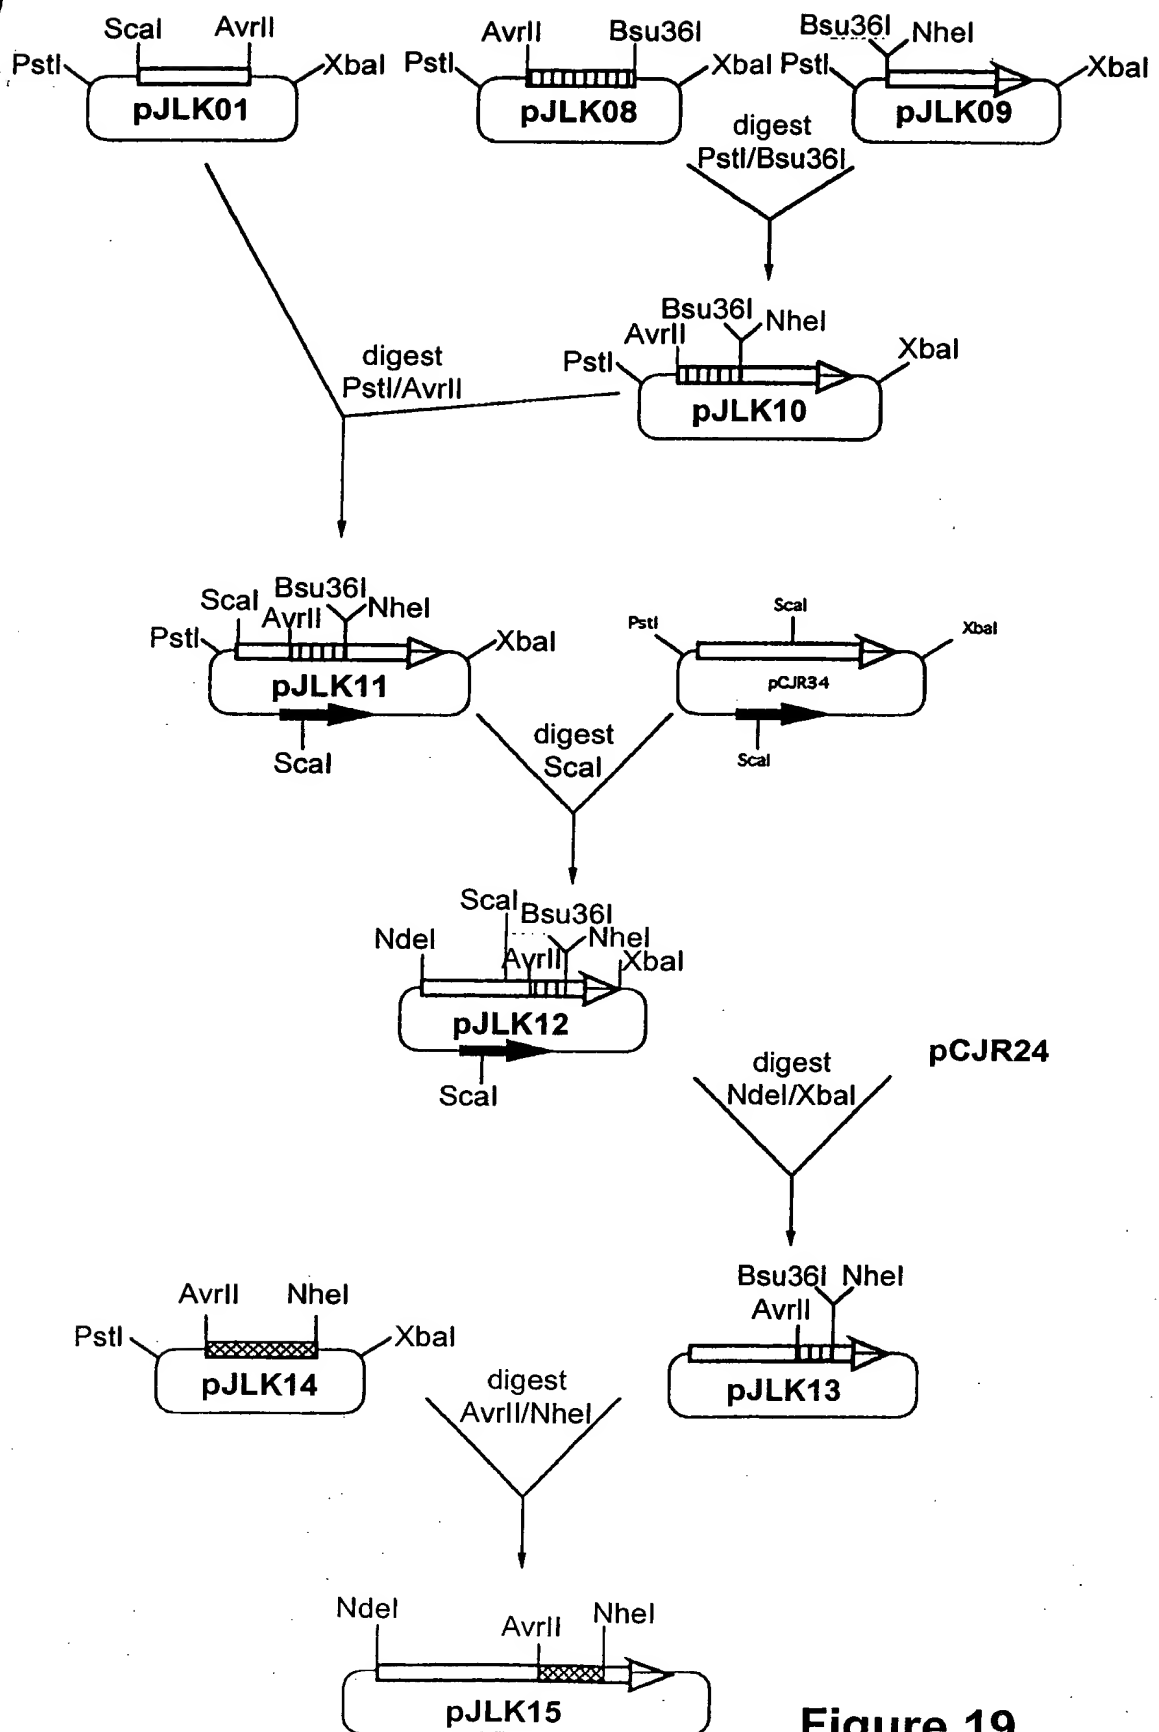 ScaI AvrII
PstI XbaI
pJLK01
AvrII Bsu36I
PstI XbaI
pJLK08
Bsu36I NheI
PstI XbaI
pJLK09
digest
PstI/Bsu36I
Bsu36I NheI
AvrII
PstI XbaI
pJLK10
digest
PstI/AvrII
Bsu36I
ScaI AvrII NheI
PstI XbaI
pJLK11
ScaI
ScaI
PstI XbaI
pCJR34
ScaI
digest
ScaI
ScaI Bsu36I
NdeI NheI
AvrII XbaI
pJLK12
ScaI
pCJR24
digest
NdeI/XbaI
Bsu36I NheI
AvrII
pJLK13
AvrII NheI
PstI XbaI
pJLK14
digest
AvrII/NheI
NdeI AvrII NheI
pJLK15
Figure 19